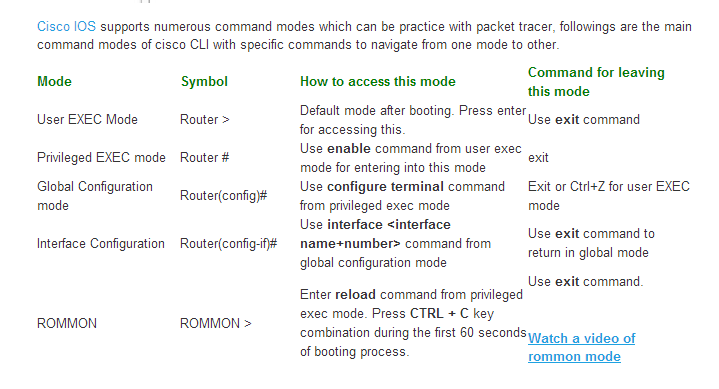 Cisco IOS supports numerous command modes which can be practice with packet tracer, followings are the main
command modes of cisco CLI with specific commands to navigate from one mode to other.
Mode Symbol How to access this mode Command for leaving
this mode
User EXEC Mode Router > Default mode after booting. Press enter
for accessing this. Use exit command
Privileged EXEC mode Router # Use enable command from user exec
mode for entering into this mode exit
Global Configuration
mode Router(config)# Use configure terminal command
from privileged exec mode Exit or Ctrl+Z for user EXEC
mode
Interface Configuration Router(config-if)# Use interface <interface
name+number> command from
global configuration mode Use exit command to
return in global mode
ROMMON ROMMON > Enter reload command from privileged
exec mode. Press CTRL + C key
combination during the first 60 seconds
of booting process. Use exit command.
Watch a video of
rommon mode